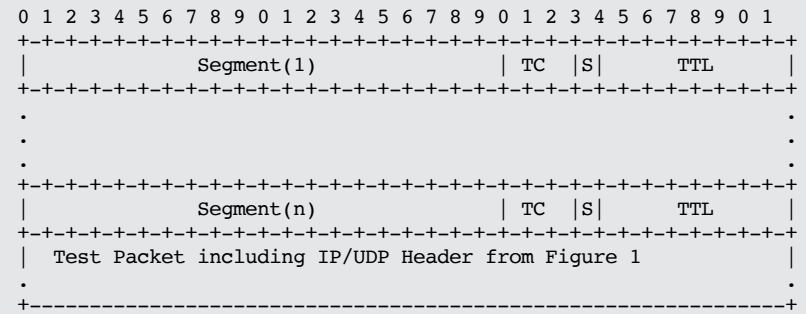 0 1 2 3 4 5 6 7 8 9 0 1 2 3 4 5 6 7 8 9 0 1 2 3 4 5 6 7 8 9 0 1
+-+-+-+-+-+-+-+-+-+-+-+-+-+-+-+-+-+-+-+-+-+-+-+-+-+-+-+-+-+-+-+-+
|              Segment(1)               | TC  |S|      TTL      |
+-+-+-+-+-+-+-+-+-+-+-+-+-+-+-+-+-+-+-+-+-+-+-+-+-+-+-+-+-+-+-+-+
.                                                               .
.                                                               .
.                                                               .
+-+-+-+-+-+-+-+-+-+-+-+-+-+-+-+-+-+-+-+-+-+-+-+-+-+-+-+-+-+-+-+-+
|              Segment(n)               | TC  |S|      TTL      |
+-+-+-+-+-+-+-+-+-+-+-+-+-+-+-+-+-+-+-+-+-+-+-+-+-+-+-+-+-+-+-+-+
|  Test Packet including IP/UDP Header from Figure 1            |
.                                                               .
+---------------------------------------------------------------+